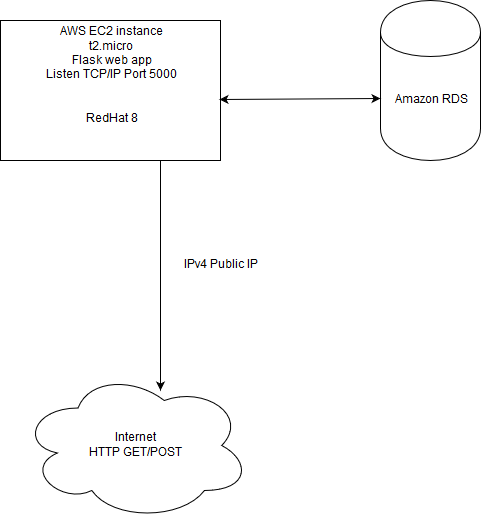 AWS EC2 instance
t2.micro
Flask web app
Listen TCP/IP Port 5000
RedHat 8
Amazon RDS
IPv4 Public IP
Internet
HTTP GET/POST